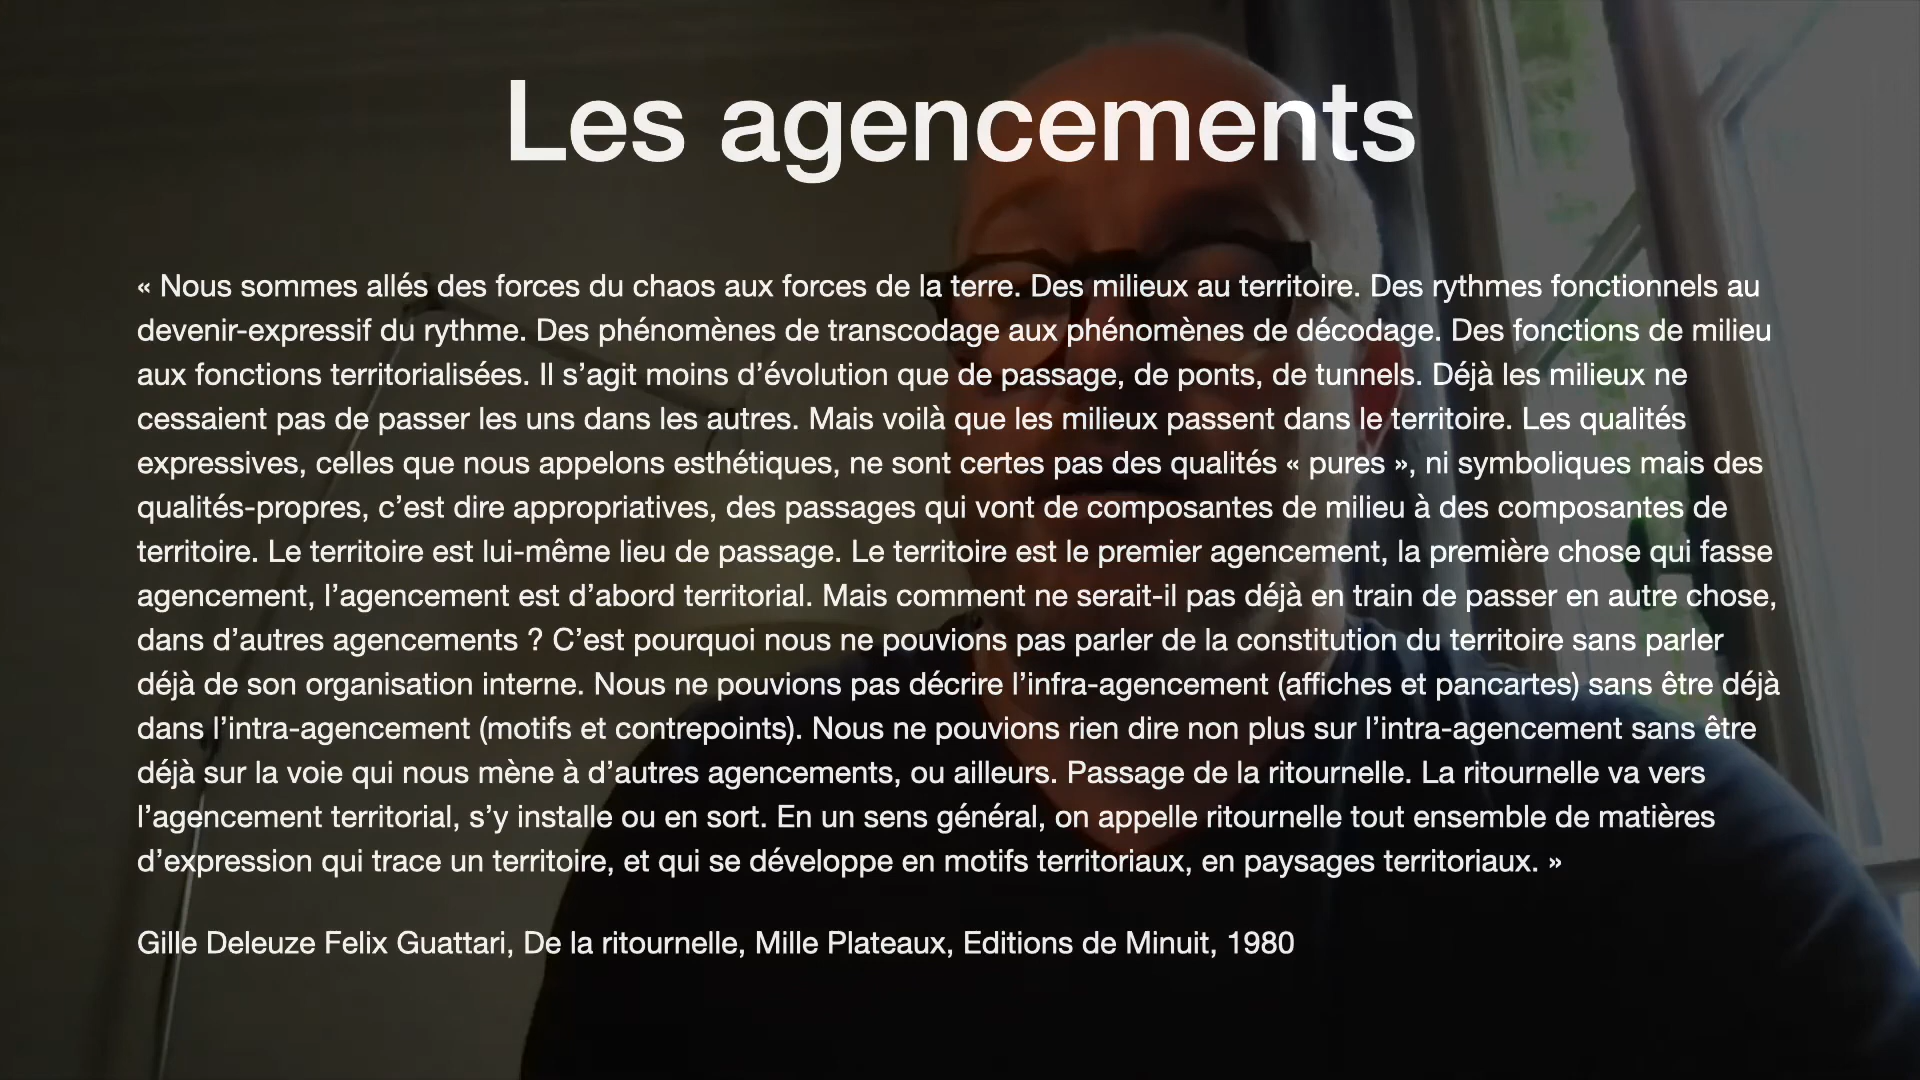 Les agencements
« Nous sommes allés des forces du chaos aux forces de la terre. Des milieux au territoire. Des rythmes fonctionnels au
devenir-expressif du rythme. Des phénomènes de transcodage aux phénomènes de décodage. Des fonctions de milieu
aux fonctions territorialisées. Il s’agit moins d’évolution que de passage, de ponts, de tunnels. Déjà les milieux ne
cessaient pas de passer les uns dans les autres. Mais voilà que les milieux passent dans le territoire. Les qualités
expressives, celles que nous appelons esthétiques, ne sont certes pas des qualités « pures », ni symboliques mais des
qualités-propres, c’est dire appropriatives, des passages qui vont de composantes de milieu à des composantes de
territoire. Le territoire est lui-même lieu de passage. Le territoire est le premier agencement, la première chose qui fasse
agencement, l’agencement est d’abord territorial. Mais comment ne serait-il pas déjà en train de passer en autre chose,
dans d’autres agencements ? C’est pourquoi nous ne pouvions pas parler de la constitution du territoire sans parler
déjà de son organisation interne. Nous ne pouvions pas décrire l’infra-agencement (affiches et pancartes) sans être déjà
dans l’intra-agencement (motifs et contrepoints). Nous ne pouvions rien dire non plus sur l’intra-agencement sans être
déjà sur la voie qui nous mène à d’autres agencements, ou ailleurs. Passage de la ritournelle. La ritournelle va vers
l’agencement territorial, s’y installe ou en sort. En un sens général, on appelle ritournelle tout ensemble de matières
d’expression qui trace un territoire, et qui se développe en motifs territoriaux, en paysages territoriaux. »
Gille Deleuze Felix Guattari, De la ritournelle, Mille Plateaux, Editions de Minuit, 1980